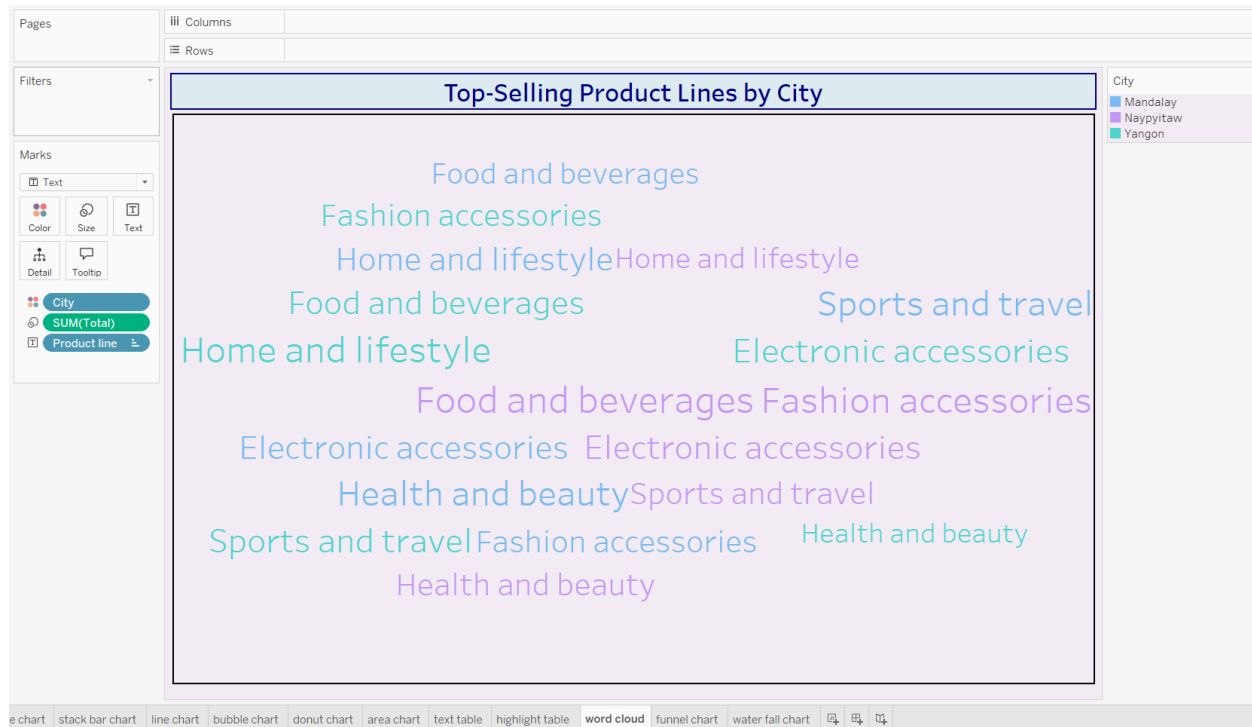 Pages
iii Columns
Rows
Filters
Top-Selling Product Lines by City
City
Mandalay
Naypyitaw
Yangon
Marks
Text
Color
Size
Text
Detail
Tooltip
City
SUM(Total)
Product line
Food and beverages
Fashion accessories
Home and lifestyle Home and lifestyle
Food and beverages Sports and travel
Home and lifestyle Electronic accessories
Food and beverages Fashion accessories
Electronic accessories Electronic accessories
Health and beauty Sports and travel
Sports and travel Fashion accessories Health and beauty
Health and beauty
e chart stack bar chart line chart bubble chart donut chart area chart text table highlight table word cloud funnel chart water fall chart